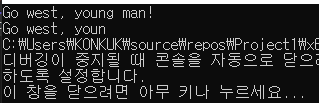 Go west, young man!
Go west, youn
C:₩Users₩KONKUK₩source₩repos₩Project1₩x6
디버깅이 중지될 때 콘솔을 자동으로 닫으려
하도록 설정합니다.
이 창을 닫으려면 아무 키나 누르세요...